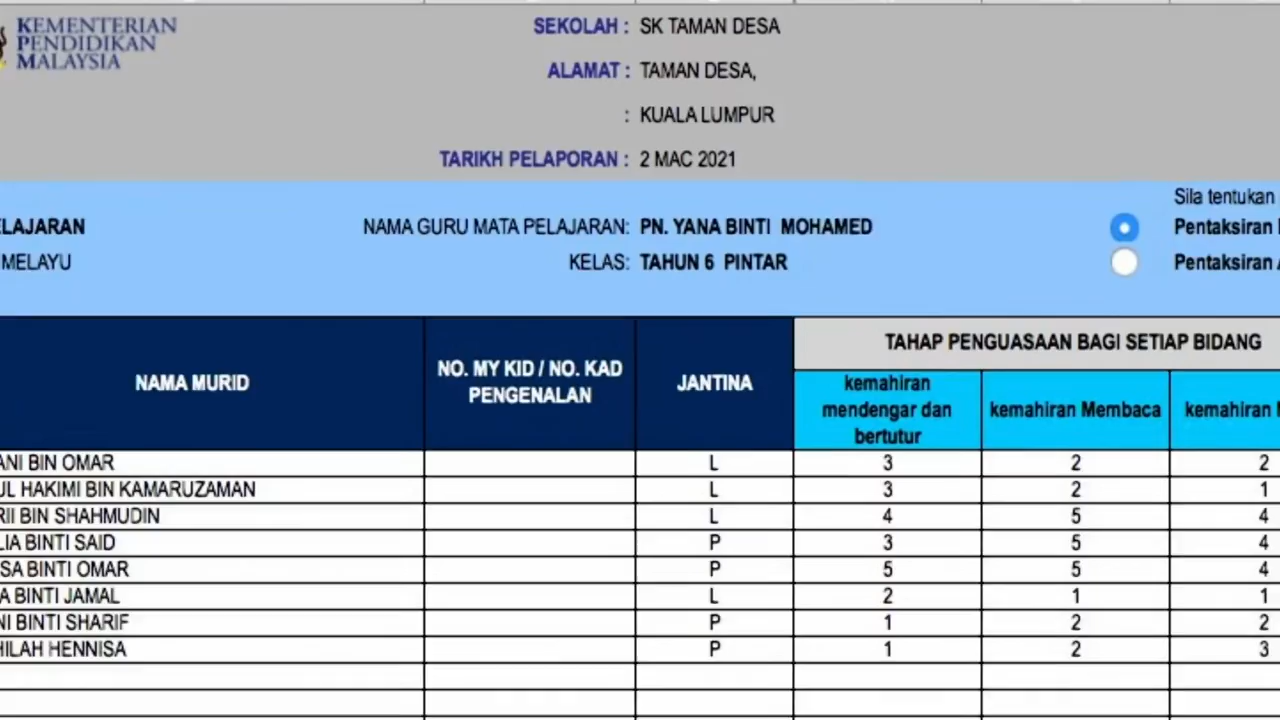 KEMENTERIAN
PENDIDIKAN
MALAYSIA
SEKOLAH : SK TAMAN DESA
ALAMAT : TAMAN DESA,
: KUALA LUMPUR
TARIKH PELAPORAN : 2 MAC 2021
Sila tentukan
NAMA GURU MATA PELAJARAN: PN. YANA BINTI MOHAMED
Pentaksiran
MELAYU KELAS: TAHUN 6 PINTAR
Pentaksiran A
NAMA MURID
NO. MY KID / NO. KAD
PENGENALAN
JANTINA
TAHAP PENGUASAAN BAGI SETIAP BIDANG
kemahiran
mendengar dan
bertutur
kemahiran Membaca
kemahiran
ANI BIN OMAR L 3 2 2
UL HAKIMI BIN KAMARUZAMAN L 3 2 1
RII BIN SHAHMUDIN L 4 5 4
LIA BINTI SAID P 3 5 4
SA BINTI OMAR P 5 5 4
A BINTI JAMAL L 2 1 1
NI BINTI SHARIF P 1 2 2
HILAH HENNISA P 1 2 3